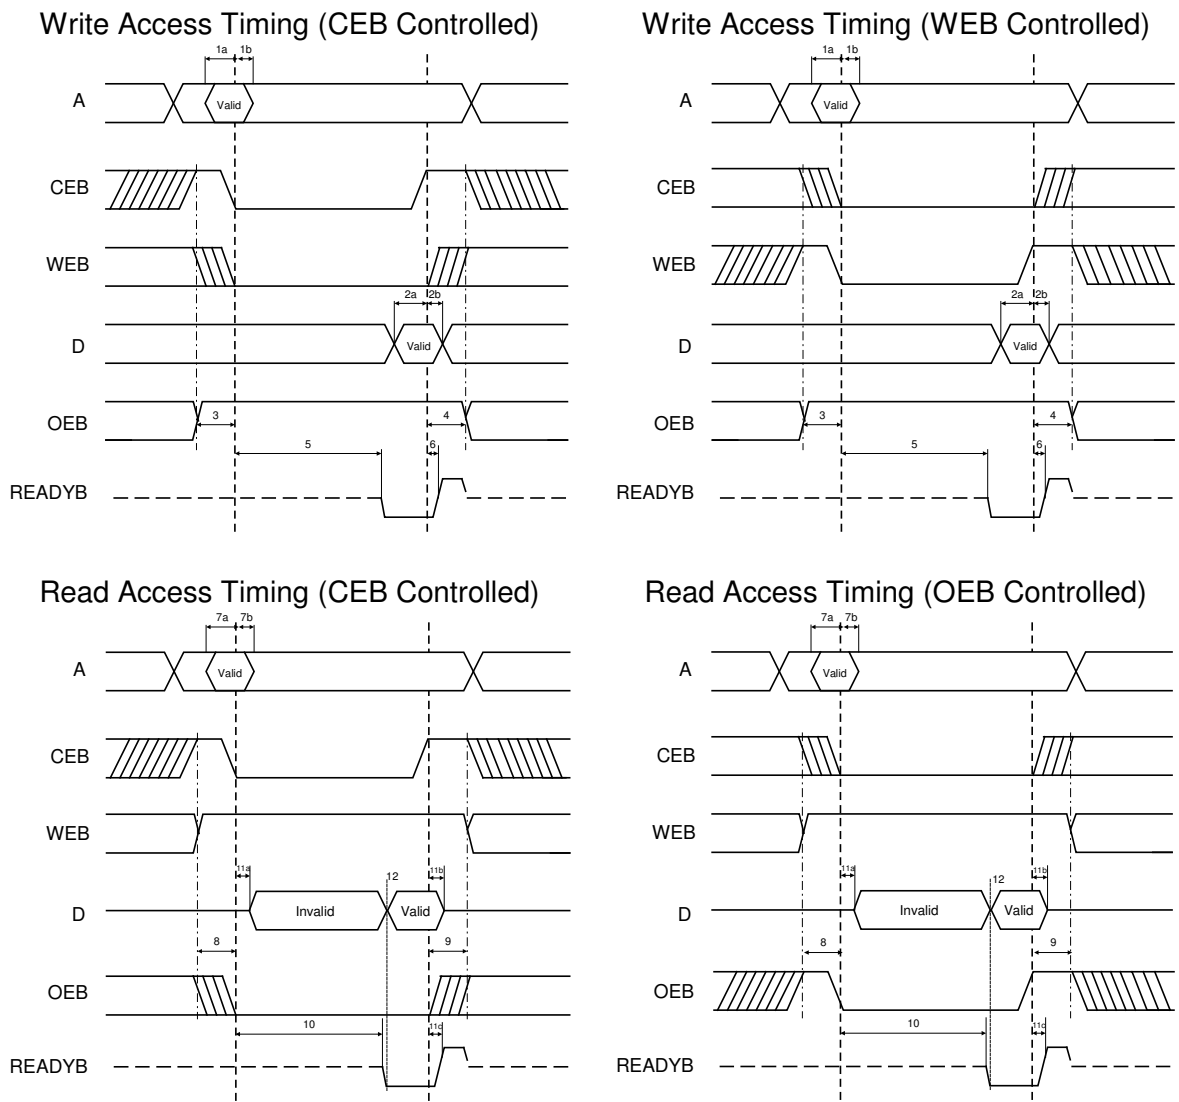 Write Access Timing (CEB Controlled)
1a 1b
A
Valid
CEB
WEB
2a 2b
D
Valid
OEB
3
4
5
6
READYB
Write Access Timing (WEB Controlled)
1a 1b
A
Valid
CEB
WEB
2a 2b
D
Valid
OEB
3
4
5
6
READYB
Read Access Timing (CEB Controlled)
7a 7b
A
Valid
CEB
WEB
11a
12
11b
D
Invalid
Valid
8
9
OEB
10
11c
READYB
Read Access Timing (OEB Controlled)
7a 7b
A
Valid
CEB
WEB
11a
12
11b
D
Invalid
Valid
8
9
OEB
10
11c
READYB